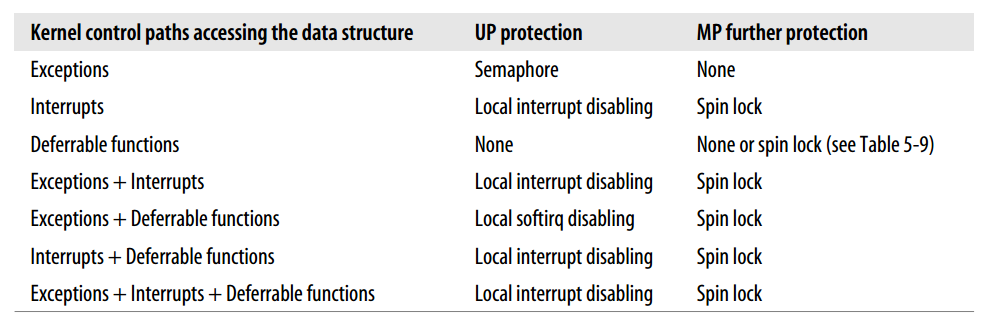 Kernel control paths accessing the data structure UP protection MP further protection
Exceptions Semaphore None
Interrupts Local interrupt disabling Spin lock
Deferrable functions None None or spin lock (see Table 5-9)
Exceptions + Interrupts Local interrupt disabling Spin lock
Exceptions + Deferrable functions Local softirq disabling Spin lock
Interrupts + Deferrable functions Local interrupt disabling Spin lock
Exceptions + Interrupts + Deferrable functions Local interrupt disabling Spin lock